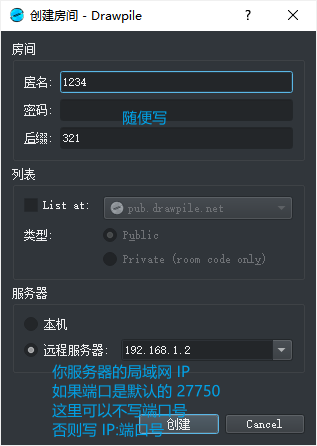 创建房间 - Drawpile
? ×
房间
房名: 1234
密码:
随便写
后缀: 321
列表
List at: pub.drawpile.net
类型: Public
Private (room code only)
服务器
本机
远程服务器: 192.168.1.2
你服务器的局域网 IP
如果端口是默认的 27750
这里可以不写端口号
否则写 IP:端口号
创建 Cancel